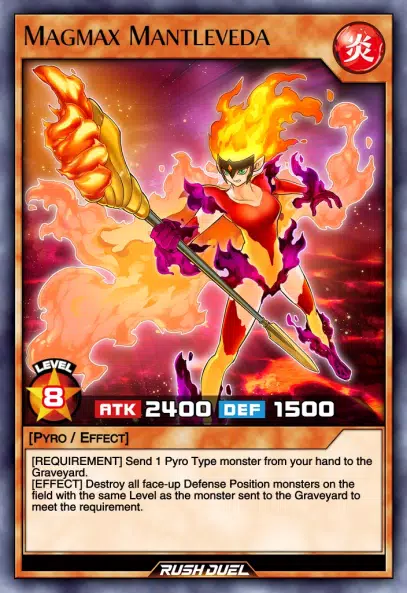 MAGMAX MANTLEVEDA
炎
LEVEL
8
ATK 2400 DEF 1500
[PYRO / EFFECT]
[REQUIREMENT] Send 1 Pyro Type monster from your hand to the
Graveyard.
[EFFECT] Destroy all face-up Defense Position monsters on the
field with the same Level as the monster sent to the Graveyard to
meet the requirement.
RUSH DUEL